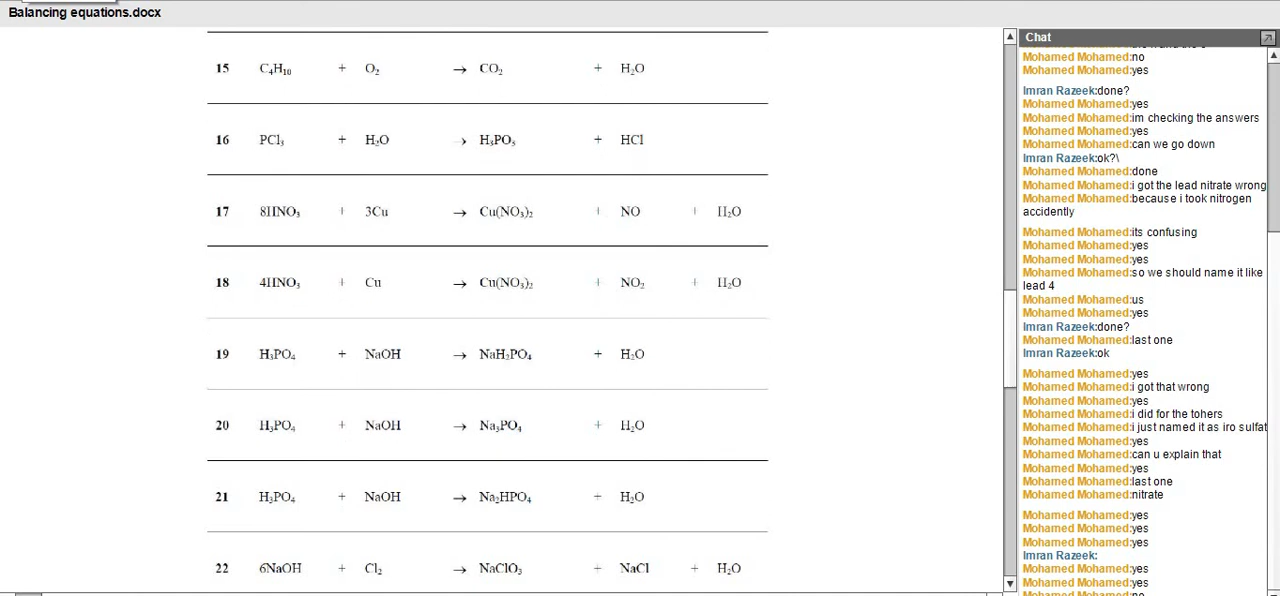 Balancing equations.docx
15 C₄H₁₀ + O₂ → CO₂ + H₂O
16 PCl₃ + H₂O → H₃PO₃ + HCl
17 8HNO₃ + 3Cu → Cu(NO₃)₂ + NO + H₂O
18 4HNO₃ + Cu → Cu(NO₃)₂ + NO₂ + H₂O
19 H₃PO₄ + NaOH → NaH₂PO₄ + H₂O
20 H₃PO₄ + NaOH → Na₃PO₄ + H₂O
21 H₃PO₄ + NaOH → Na₂HPO₄ + H₂O
22 6NaOH + Cl₂ → NaClO₃ + NaCl + H₂O
Chat
Mohamed Mohamed:no
Mohamed Mohamed:yes
Imran Razeek:done?
Mohamed Mohamed:yes
Mohamed Mohamed:im checking the answers
Mohamed Mohamed:yes
Mohamed Mohamed:can we go down
Imran Razeek:ok?\
Mohamed Mohamed:done
Mohamed Mohamed:i got the lead nitrate wrong
Mohamed Mohamed:because i took nitrogen
accidently
Mohamed Mohamed:its confusing
Mohamed Mohamed:yes
Mohamed Mohamed:yes
Mohamed Mohamed:so we should name it like
lead 4
Mohamed Mohamed:us
Mohamed Mohamed:yes
Imran Razeek:done?
Mohamed Mohamed:last one
Imran Razeek:ok
Mohamed Mohamed:yes
Mohamed Mohamed:i got that wrong
Mohamed Mohamed:yes
Mohamed Mohamed:i did for the tohers
Mohamed Mohamed:i just named it as iro sulfat
Mohamed Mohamed:yes
Mohamed Mohamed:can u explain that
Mohamed Mohamed:yes
Mohamed Mohamed:last one
Mohamed Mohamed:nitrate
Mohamed Mohamed:yes
Mohamed Mohamed:yes
Mohamed Mohamed:yes
Imran Razeek:
Mohamed Mohamed:yes
Mohamed Mohamed:yes
Mohamed Mohamed:no